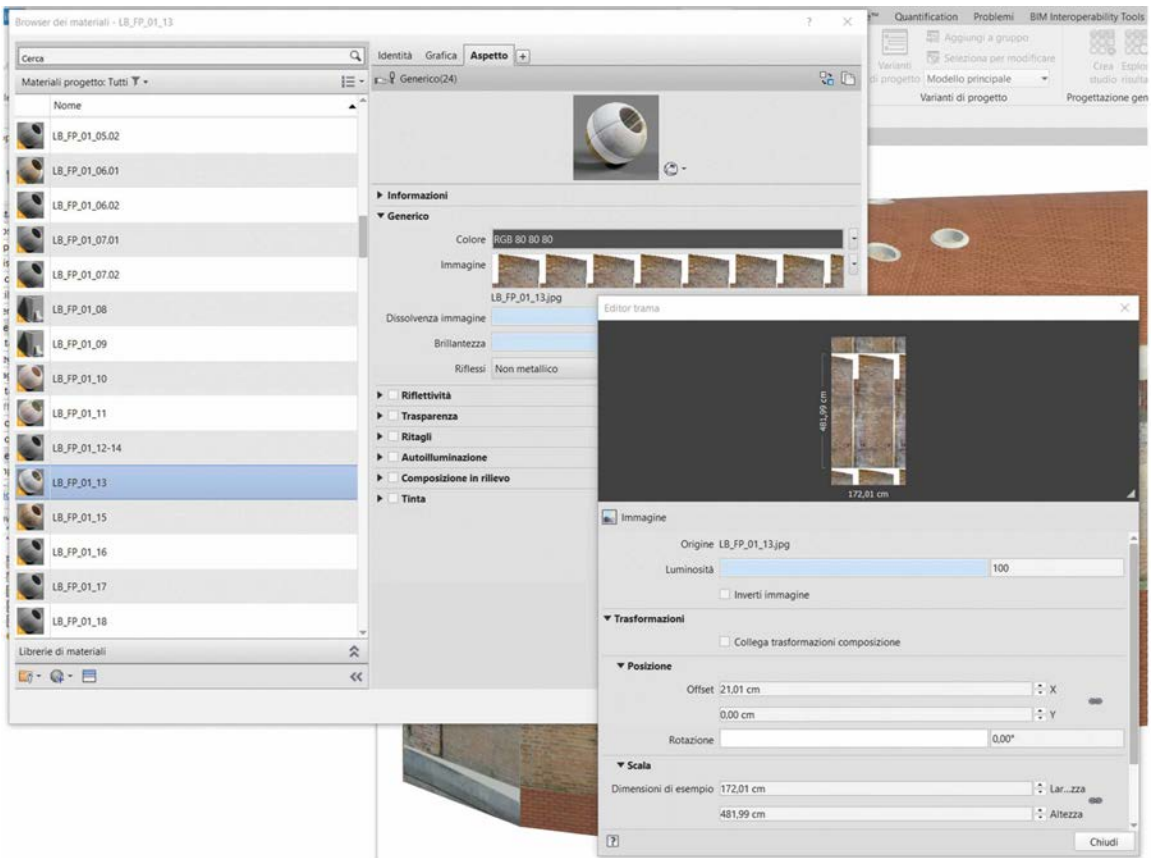 Browser dei materiali - LB_FP_01_13
Cerca
Materiali progetto: Tutti
Nome
LB_FP_01_05.02
LB_FP_01_06.01
LB_FP_01_06.02
LB_FP_01_07.01
LB_FP_01_07.02
LB_FP_01_08
LB_FP_01_09
LB_FP_01_10
LB_FP_01_11
LB_FP_01_12-14
LB_FP_01_13
LB_FP_01_15
LB_FP_01_16
LB_FP_01_17
LB_FP_01_18
Librerie di materiali
Identità Grafica Aspetto
Generico(24)
Informazioni
Generico
Colore RGB 80 80 80
Immagine
LB_FP_01_13.jpg
Dissolvenza immagine
Brillantezza
Riflessi Non metallico
Riflettività
Trasparenza
Ritagli
Autoilluminazione
Composizione in rilievo
Tinta
Quantification Problemi BIM Interoperability Tools
Aggiungi a gruppo
Seleziona per modificare
Varianti
di progetto Modello principale
Varianti di progetto
Crea
studio
Progettazione gen
Editor trama
481,99 cm
172,01 cm
Immagine
Origine LB_FP_01_13.jpg
Luminosità 100
Inverti immagine
Trasformazioni
Collega trasformazioni composizione
Posizione
Offset 21,01 cm X
0,00 cm Y
Rotazione 0,00°
Scala
Dimensioni di esempio 172,01 cm Lar...zza
481,99 cm Altezza
? Chiudi